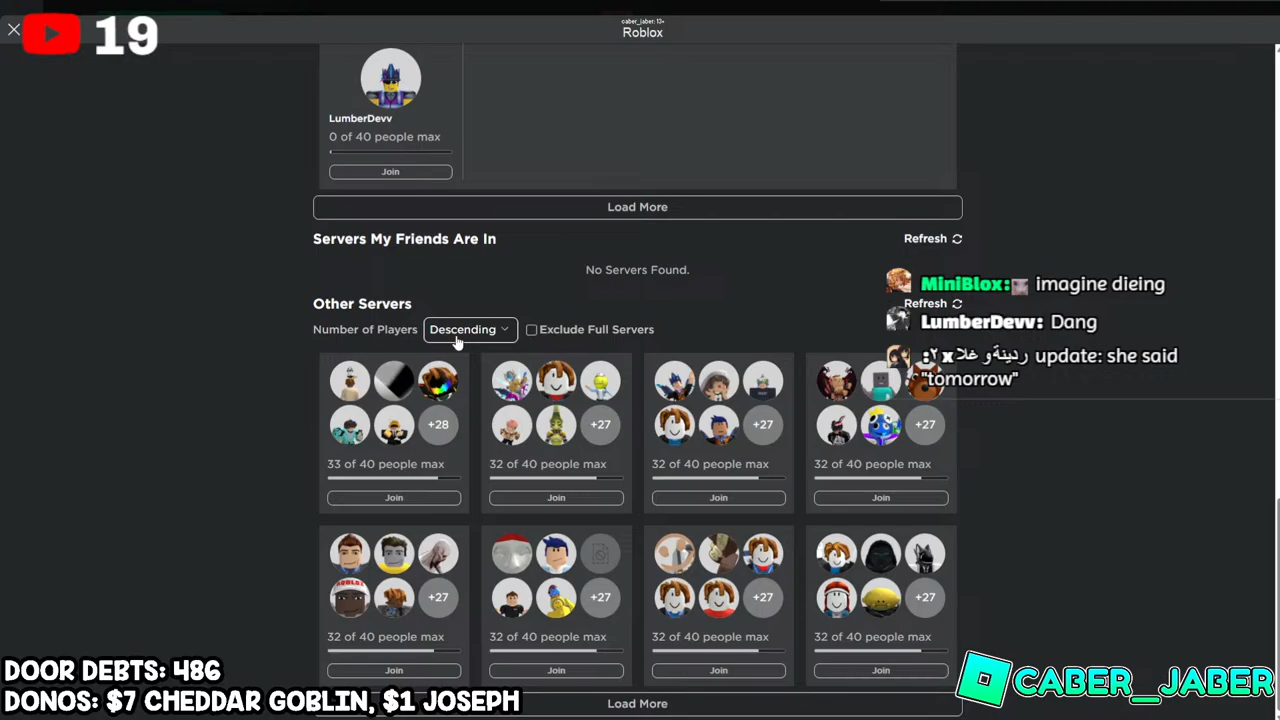 19
caber_jaber: 13+
Roblox
LumberDevv
0 of 40 people max
Join
Load More
Servers My Friends Are In
Refresh
No Servers Found.
Other Servers
Refresh
Number of Players
Descending
Exclude Full Servers
MiniBlox: imagine dieing
LumberDevv: Dang
ردينةو غلا x ٢: update: she said
"tomorrow"
+28
+27
+27
+27
33 of 40 people max
32 of 40 people max
32 of 40 people max
32 of 40 people max
Join
Join
Join
Join
ROBLOX
+27
+27
+27
+27
32 of 40 people max
32 of 40 people max
32 of 40 people max
32 of 40 people max
Join
Join
Join
Join
Load More
DOOR DEBTS: 486
DONOS: $7 CHEDDAR GOBLIN, $1 JOSEPH
CABER_JABER